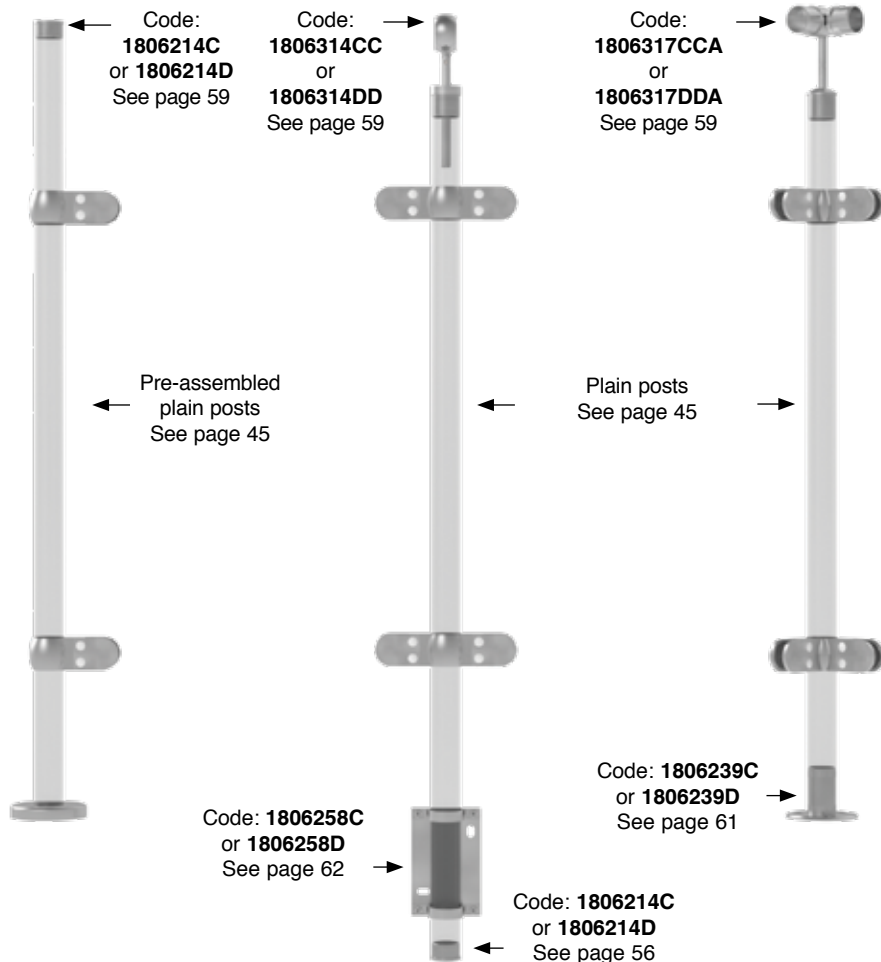 Code:
1806214C
or 1806214D
See page 59
Code:
1806314CC
or
1806314DD
See page 59
Code:
1806317CCA
or
1806317DDA
See page 59
Pre-assembled
plain posts
See page 45
Plain posts
See page 45
Code: 1806258C
or 1806258D
See page 62
Code: 1806239C
or 1806239D
See page 61
Code: 1806214C
or 1806214D
See page 56